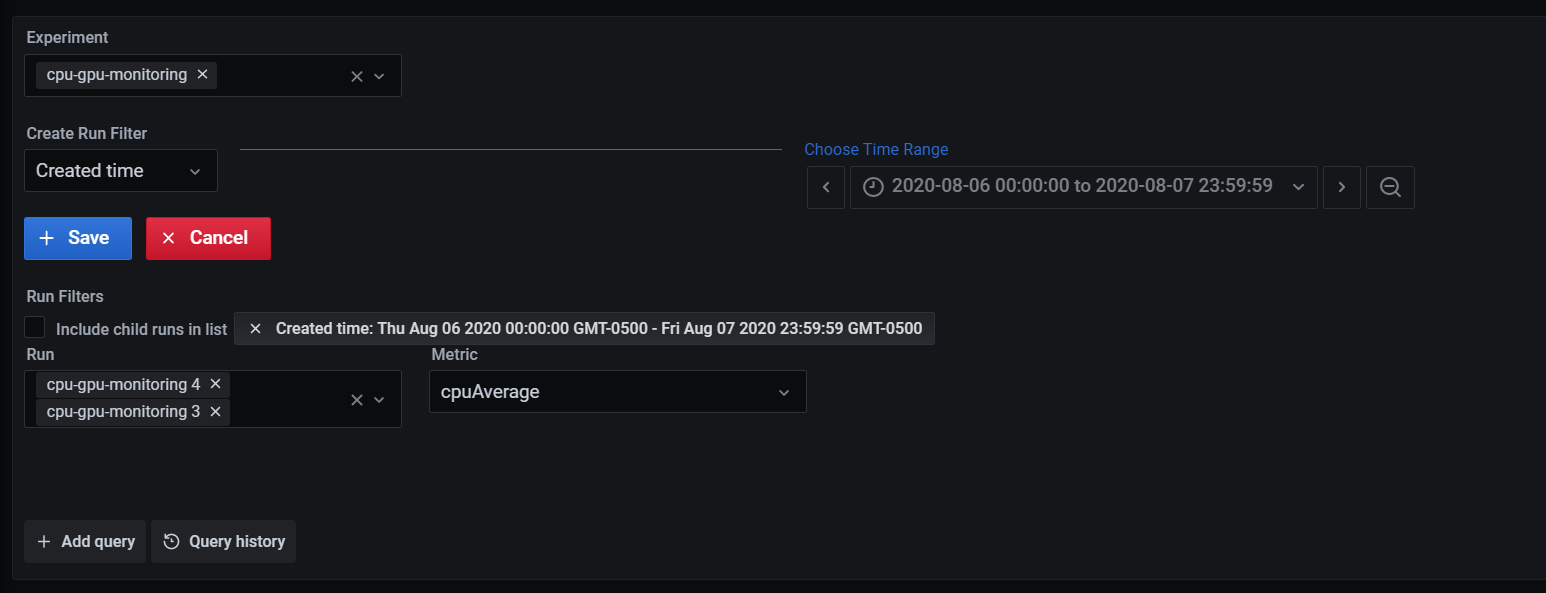 Experiment
cpu-gpu-monitoring
Create Run Filter
Created time
Choose Time Range
2020-08-06 00:00:00 to 2020-08-07 23:59:59
Save
Cancel
Run Filters
Include child runs in list
Created time: Thu Aug 06 2020 00:00:00 GMT-0500 - Fri Aug 07 2020 23:59:59 GMT-0500
Run
cpu-gpu-monitoring 4
cpu-gpu-monitoring 3
Metric
cpuAverage
Add query
Query history